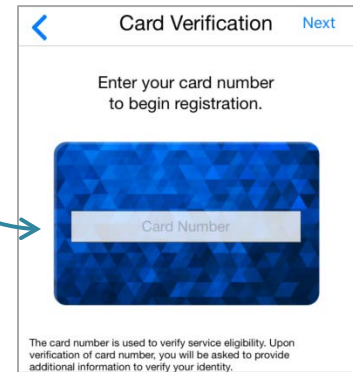 Card Verification Next
Enter your card number
to begin registration.
Card Number
The card number is used to verify service eligibility. Upon
verification of card number, you will be asked to provide
additional information to verify your identity.